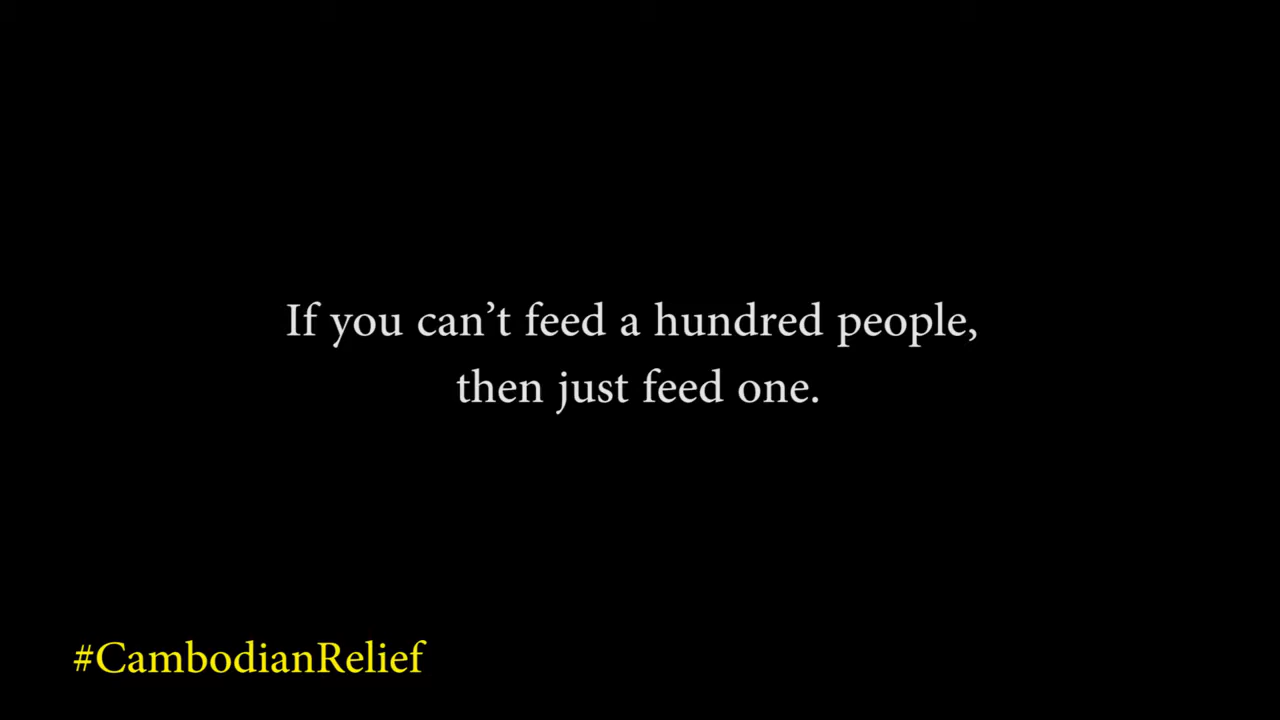 If you can’t feed a hundred people,
then just feed one.
#CambodianRelief